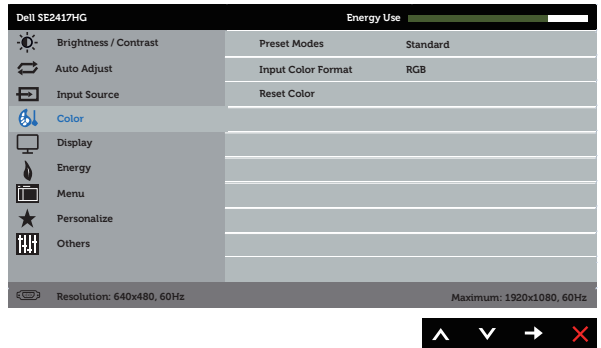 Dell SE2417HG Energy Use
Brightness / Contrast Preset Modes Standard
Auto Adjust Input Color Format RGB
Input Source Reset Color
Color
Display
Energy
Menu
Personalize
Others
Resolution: 640x480, 60Hz Maximum: 1920x1080, 60Hz